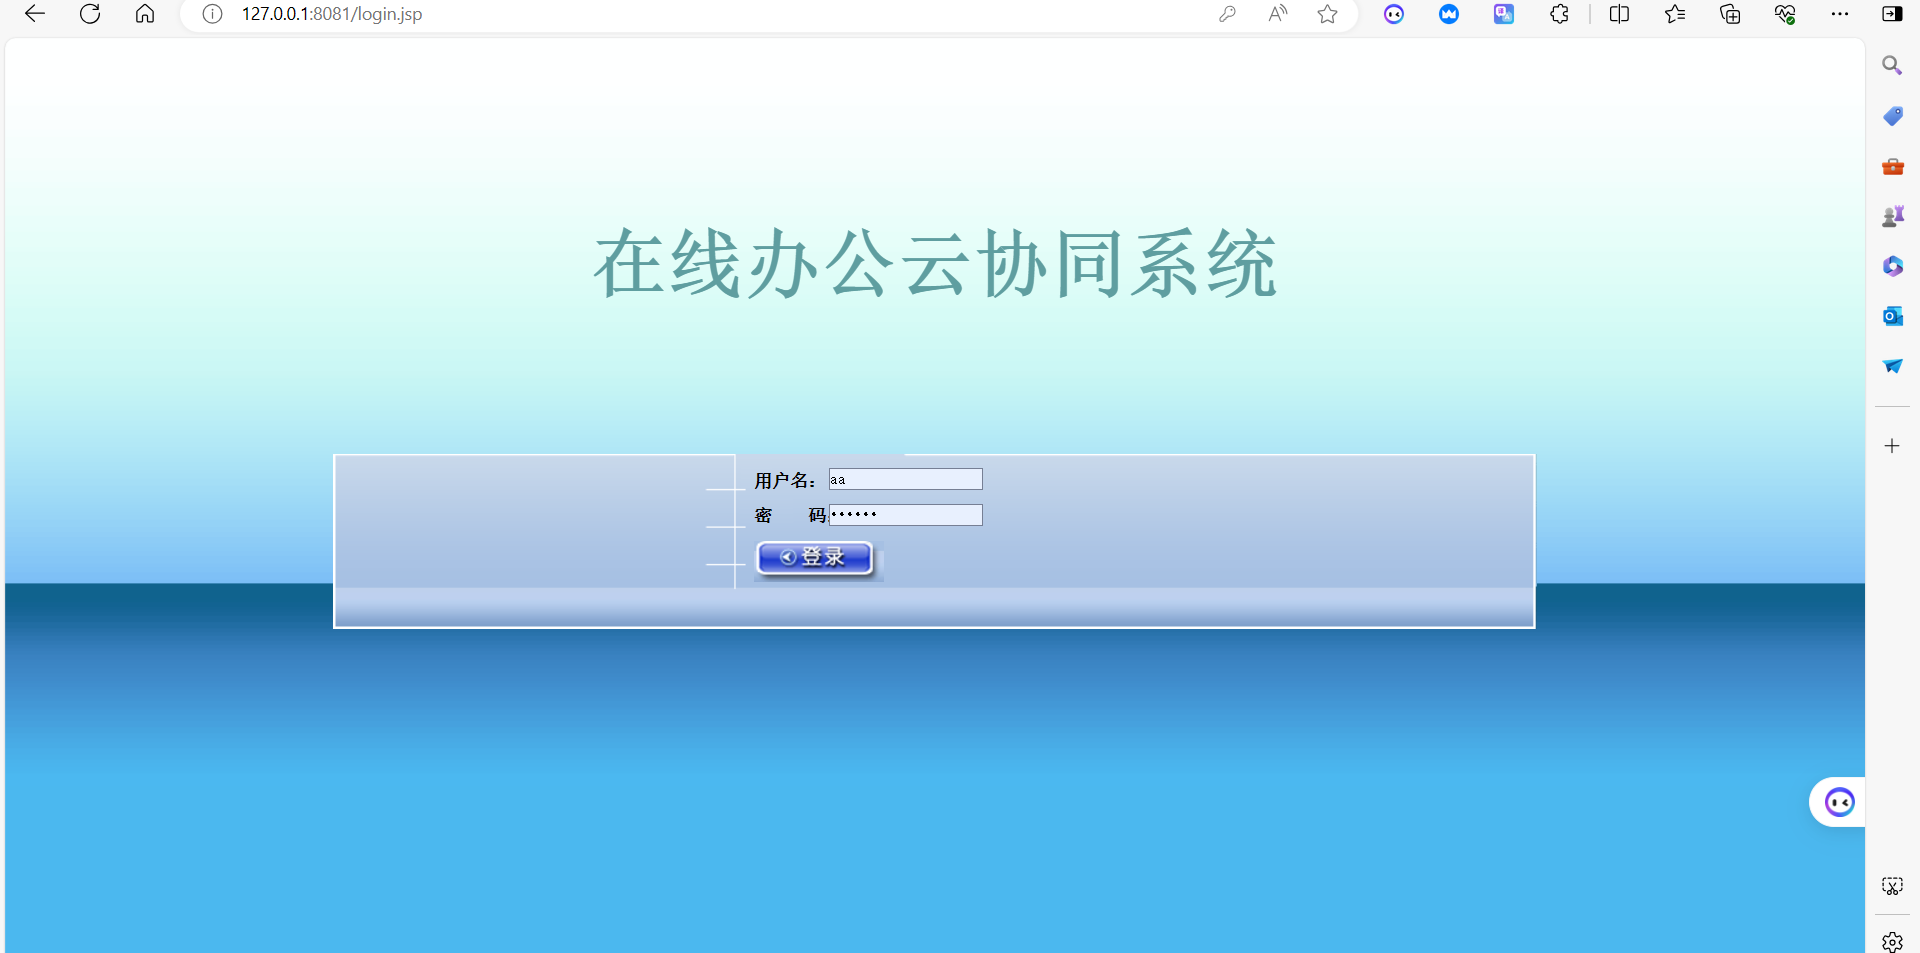 127.0.0.1:8081/login.jsp
在线办公云协同系统
用户名： aa
密　　码: ••••••
登录